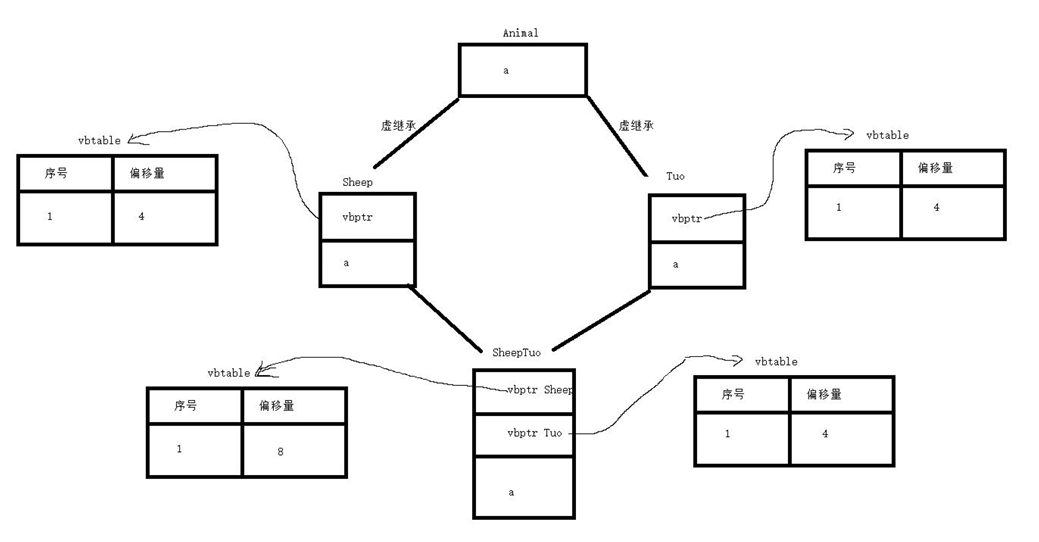 Animal
a
虚继承
虚继承
vbtable
序号 偏移量
1 4
Sheep
vbptr
a
Tuo
vbptr
a
vbtable
序号 偏移量
1 4
SheepTuo
vbptr Sheep
vbptr Tuo
a
vbtable
序号 偏移量
1 8
vbtable
序号 偏移量
1 4